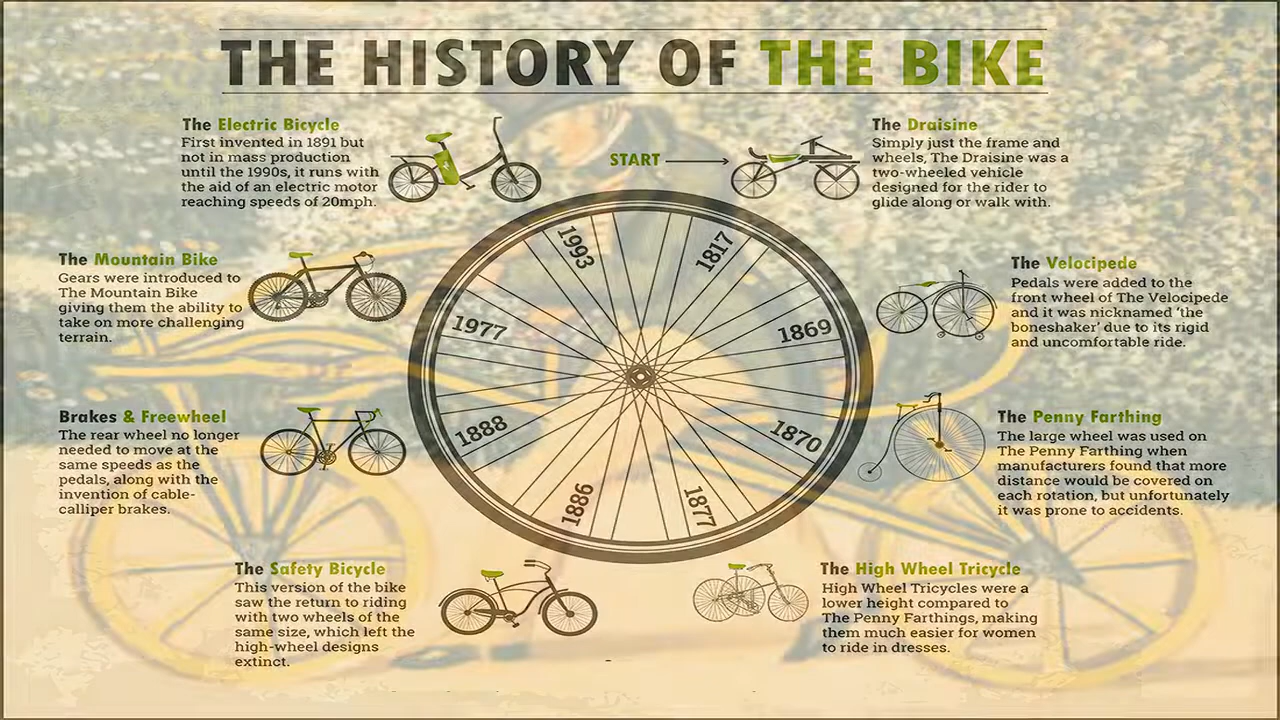 THE HISTORY OF THE BIKE
START
The Draisine
Simply just the frame and
wheels, The Draisine was a
two-wheeled vehicle
designed for the rider to
glide along or walk with.
The Velocipede
Pedals were added to the
front wheel of The Velocipede
and it was nicknamed ‘the
boneshaker’ due to its rigid
and uncomfortable ride.
The Penny Farthing
The large wheel was used on
The Penny Farthing when
manufacturers found that more
distance would be covered on
each rotation, but unfortunately
it was prone to accidents.
The High Wheel Tricycle
High Wheel Tricycles were a
lower height compared to
The Penny Farthings, making
them much easier for women
to ride in dresses.
The Safety Bicycle
This version of the bike
saw the return to riding
with two wheels of the
same size, which left the
high-wheel designs
extinct.
Brakes & Freewheel
The rear wheel no longer
needed to move at the
same speeds as the
pedals, along with the
invention of cable-
calliper brakes.
The Mountain Bike
Gears were introduced to
The Mountain Bike
giving them the ability to
take on more challenging
terrain.
The Electric Bicycle
First invented in 1891 but
not in mass production
until the 1990s, it runs with
the aid of an electric motor
reaching speeds of 20mph.
1817
1869
1870
1877
1886
1888
1977
1993